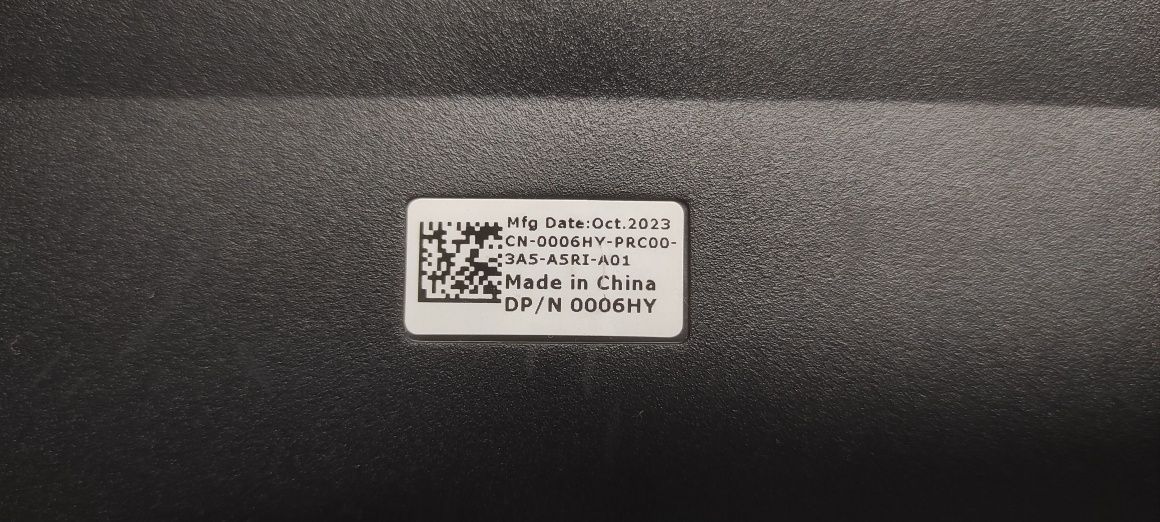 Mfg Date:Oct.2023
CN-0006HY-PRC00-
3A5-A5RI-A01
Made in China
DP/N 0006HY